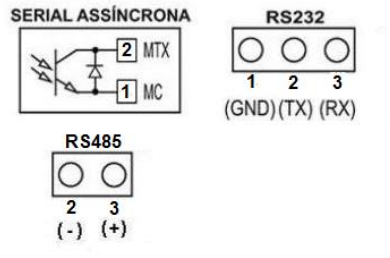 SERIAL ASSÍNCRONA
2 MTX
1 MC
RS232
1 2 3
(GND) (TX) (RX)
RS485
2 3
(-) (+)